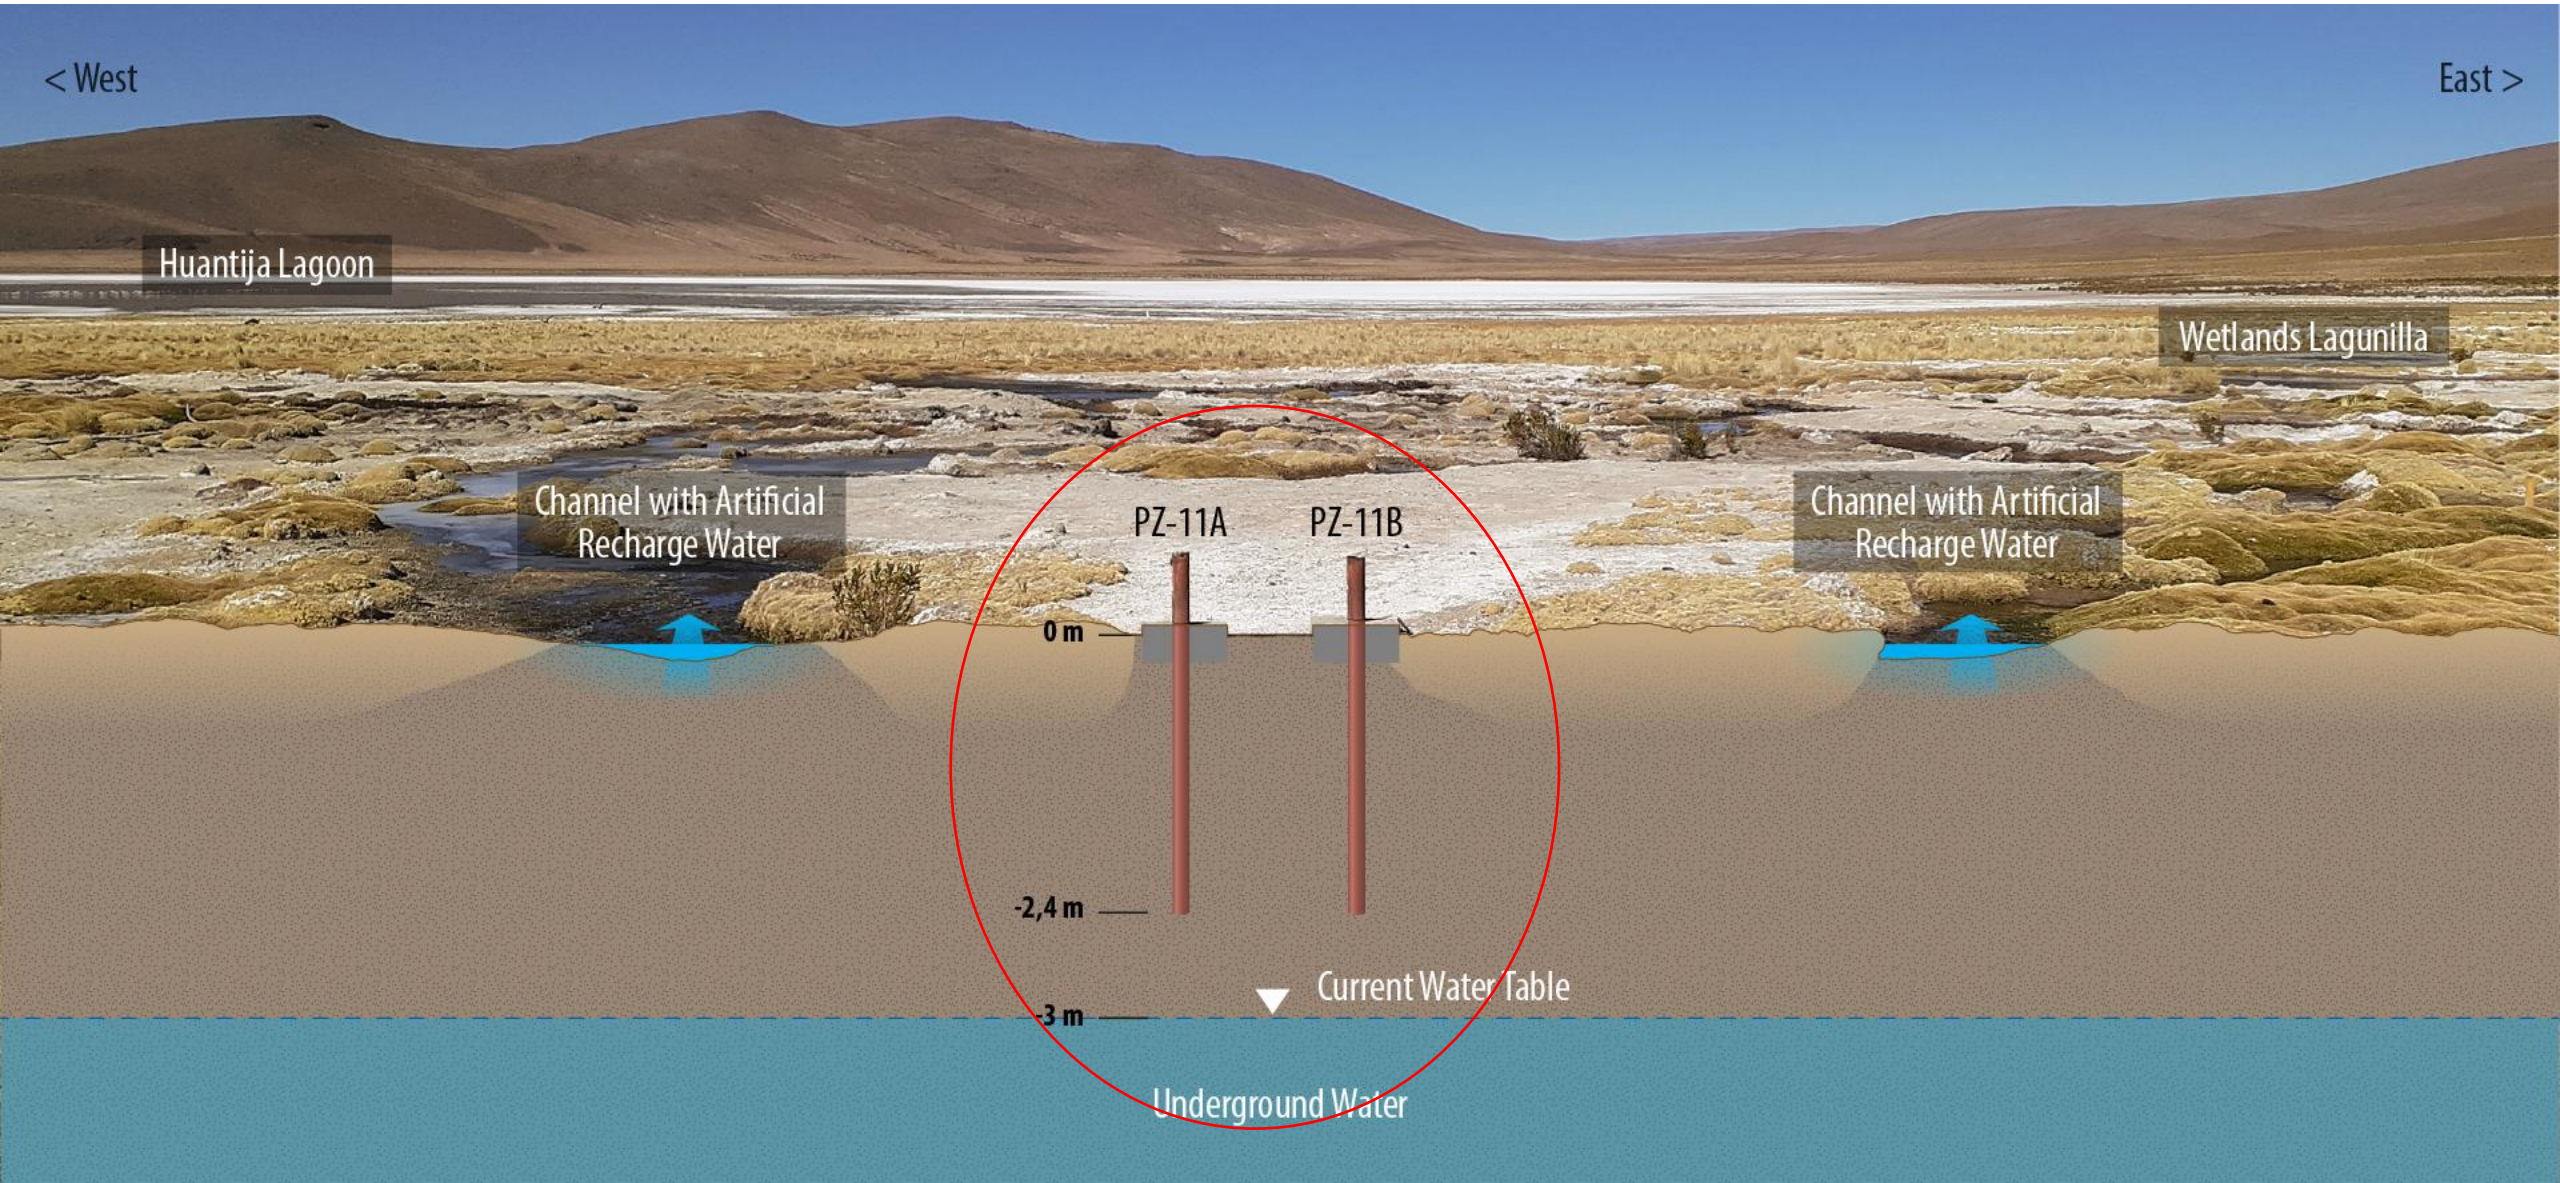 < West
East >
Huantija Lagoon
Wetlands Lagunilla
Channel with Artificial
Recharge Water
PZ-11A
PZ-11B
Channel with Artificial
Recharge Water
0 m
-2,4 m
Current Water Table
-3 m
Underground Water